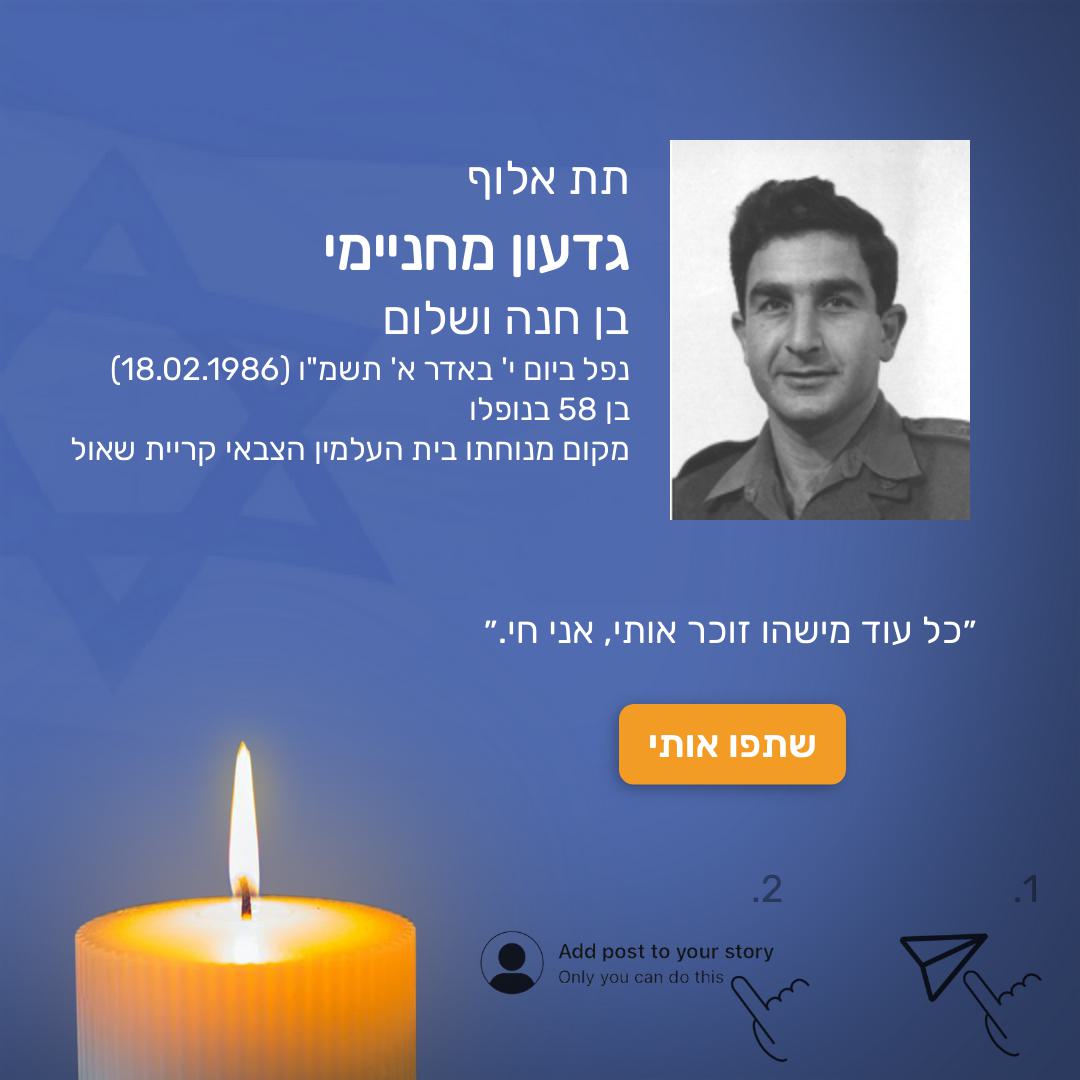 תת אלוף
גדעון מחניימי
בן חנה ושלום
נפל ביום י' באדר א' תשמ"ו (18.02.1986)
בן 58 בנופלו
מקום מנוחתו בית העלמין הצבאי קריית שאול
״כל עוד מישהו זוכר אותי, אני חי.״
שתפו אותי
1.
2.
Add post to your story
Only you can do this